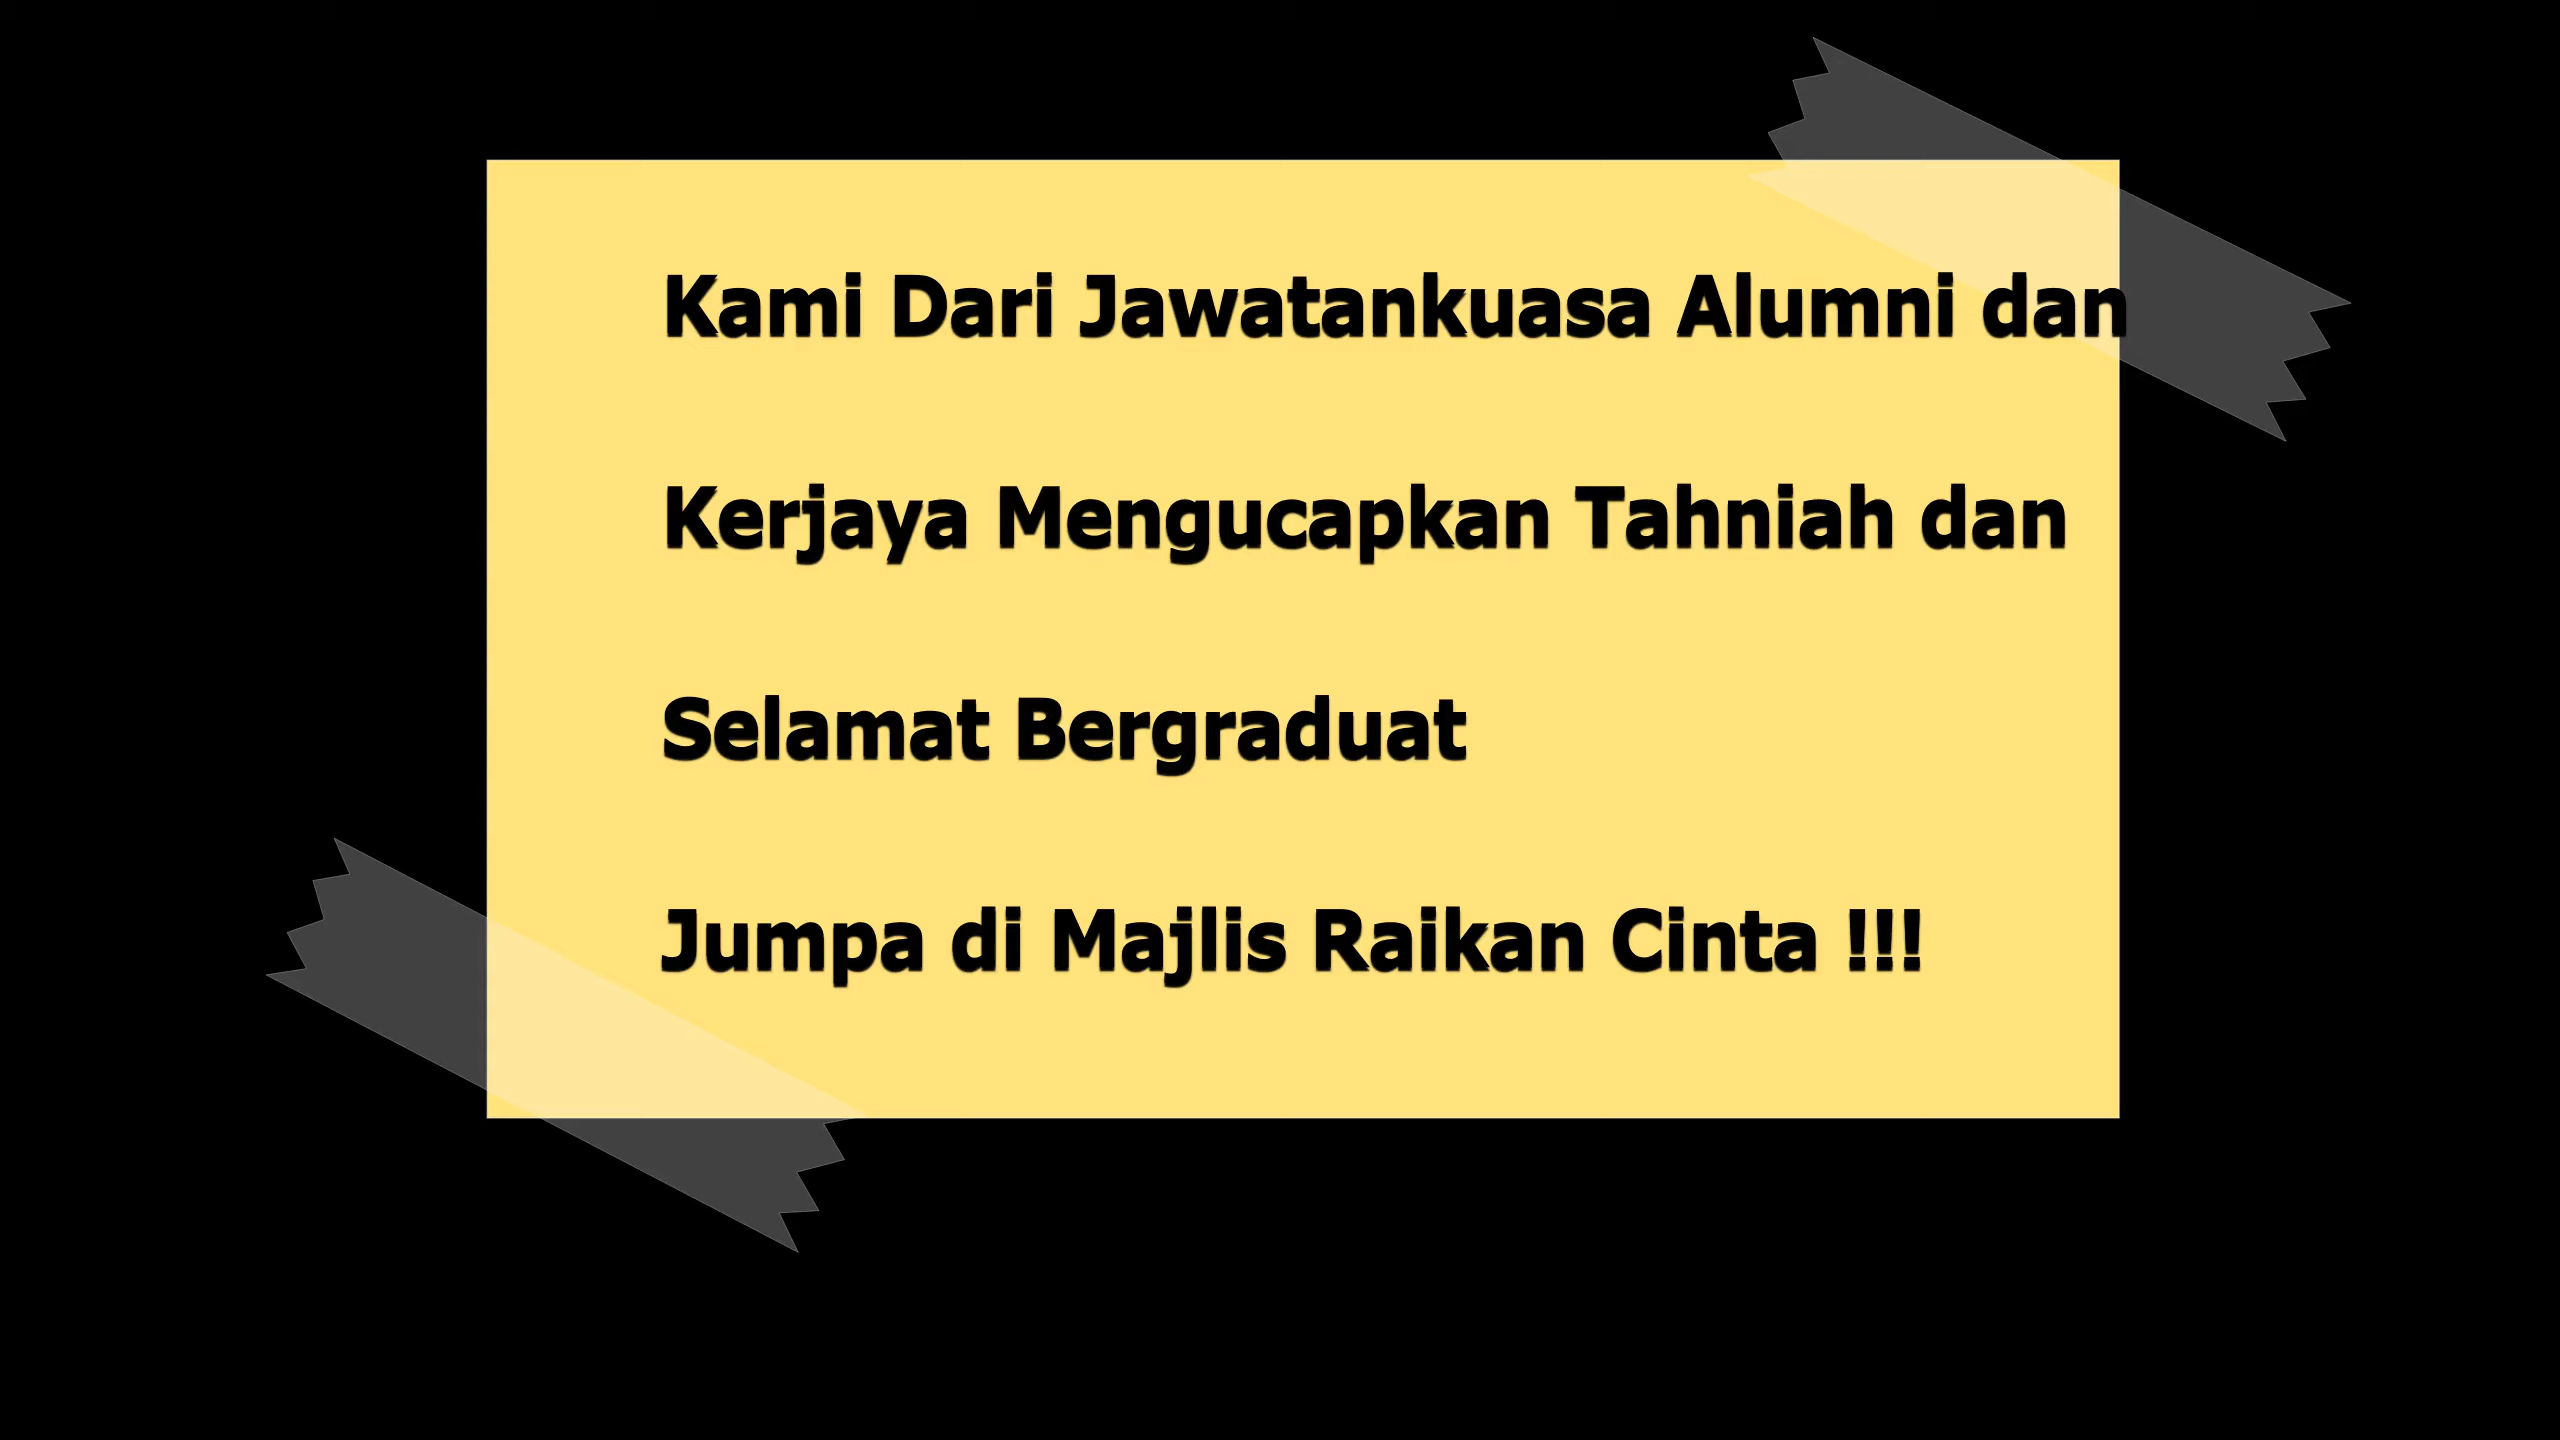 Kami Dari Jawatankuasa Alumni dan
Kerjaya Mengucapkan Tahniah dan
Selamat Bergraduat
Jumpa di Majlis Raikan Cinta !!!